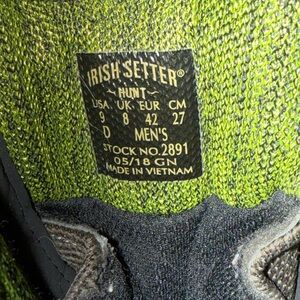 IRISH SETTER®
HUNT
USA UK EUR CM
9 8 42 27
D MEN'S
STOCK NO.2891
05/18 GN
MADE IN VIETNAM